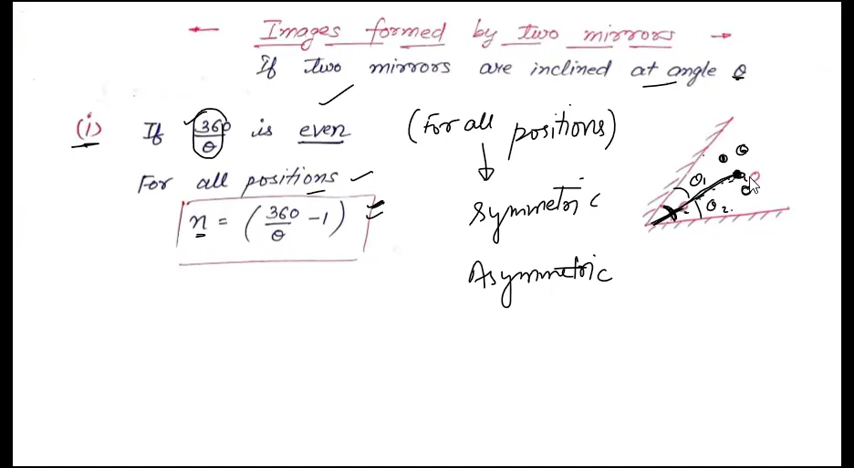 Images formed by two mirrors
If two mirrors are inclined at angle θ
(i) If 360/θ is even (For all positions)
For all positions
n = (360/θ - 1)
Symmetric
Asymmetric
θ1
θ2